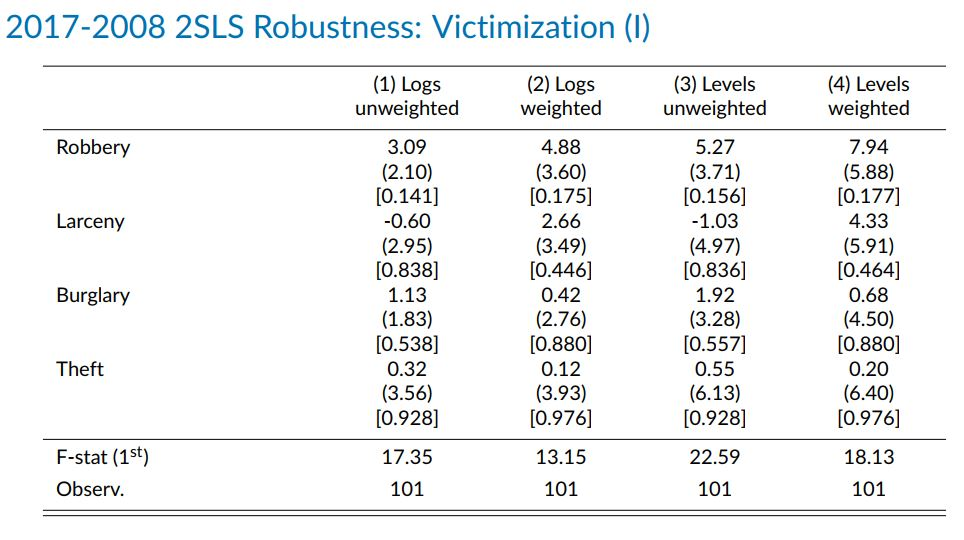 2017-2008 2SLS Robustness: Victimization (I)
(1) Logs (2) Logs (3) Levels (4) Levels
unweighted weighted unweighted weighted
Robbery 3.09 4.88 5.27 7.94
(2.10) (3.60) (3.71) (5.88)
[0.141] [0.175] [0.156] [0.177]
Larceny -0.60 2.66 -1.03 4.33
(2.95) (3.49) (4.97) (5.91)
[0.838] [0.446] [0.836] [0.464]
Burglary 1.13 0.42 1.92 0.68
(1.83) (2.76) (3.28) (4.50)
[0.538] [0.880] [0.557] [0.880]
Theft 0.32 0.12 0.55 0.20
(3.56) (3.93) (6.13) (6.40)
[0.928] [0.976] [0.928] [0.976]
F-stat (1st) 17.35 13.15 22.59 18.13
Observ. 101 101 101 101